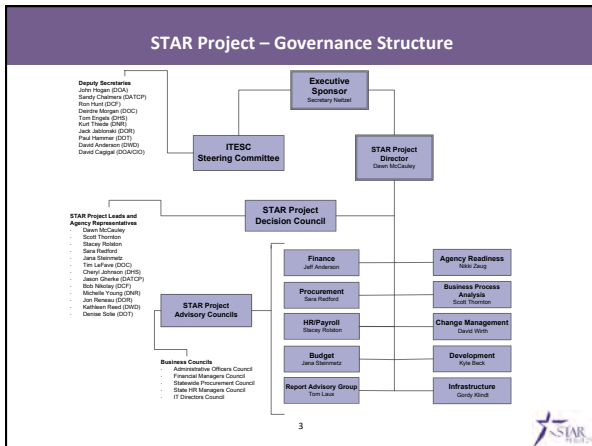 STAR Project – Governance Structure
Deputy Secretaries
John Hogan (DOA)
Sandy Chalmers (DATCP)
Ron Hunt (DCF)
Deirdre Morgan (DOC)
Tom Engels (DHS)
Kurt Thiede (DNR)
Jack Jablonski (DOR)
Paul Hammer (DOT)
David Anderson (DWD)
David Cagigal (DOA/CIO)
Executive
Sponsor
Secretary Neitzel
ITESC
Steering Committee
STAR Project
Director
Dawn McCauley
STAR Project Leads and
Agency Representatives
- Dawn McCauley
- Scott Thornton
- Stacey Rolston
- Sara Redford
- Jana Steinmetz
- Tim LeFave (DOC)
- Cheryl Johnson (DHS)
- Jason Gherke (DATCP)
- Bob Nikolay (DCF)
- Michelle Young (DNR)
- Jon Reneau (DOR)
- Kathleen Reed (DWD)
- Denise Solie (DOT)
STAR Project
Decision Council
STAR Project
Advisory Councils
Business Councils
- Administrative Officers Council
- Financial Managers Council
- Statewide Procurement Council
- State HR Managers Council
- IT Directors Council
Finance
Jeff Anderson
Procurement
Sara Redford
HR/Payroll
Stacey Rolston
Budget
Jana Steinmetz
Report Advisory Group
Tom Laux
Agency Readiness
Nikki Zaug
Business Process
Analysis
Scott Thornton
Change Management
David Wirth
Development
Kyle Back
Infrastructure
Gordy Klindt
3
STAR